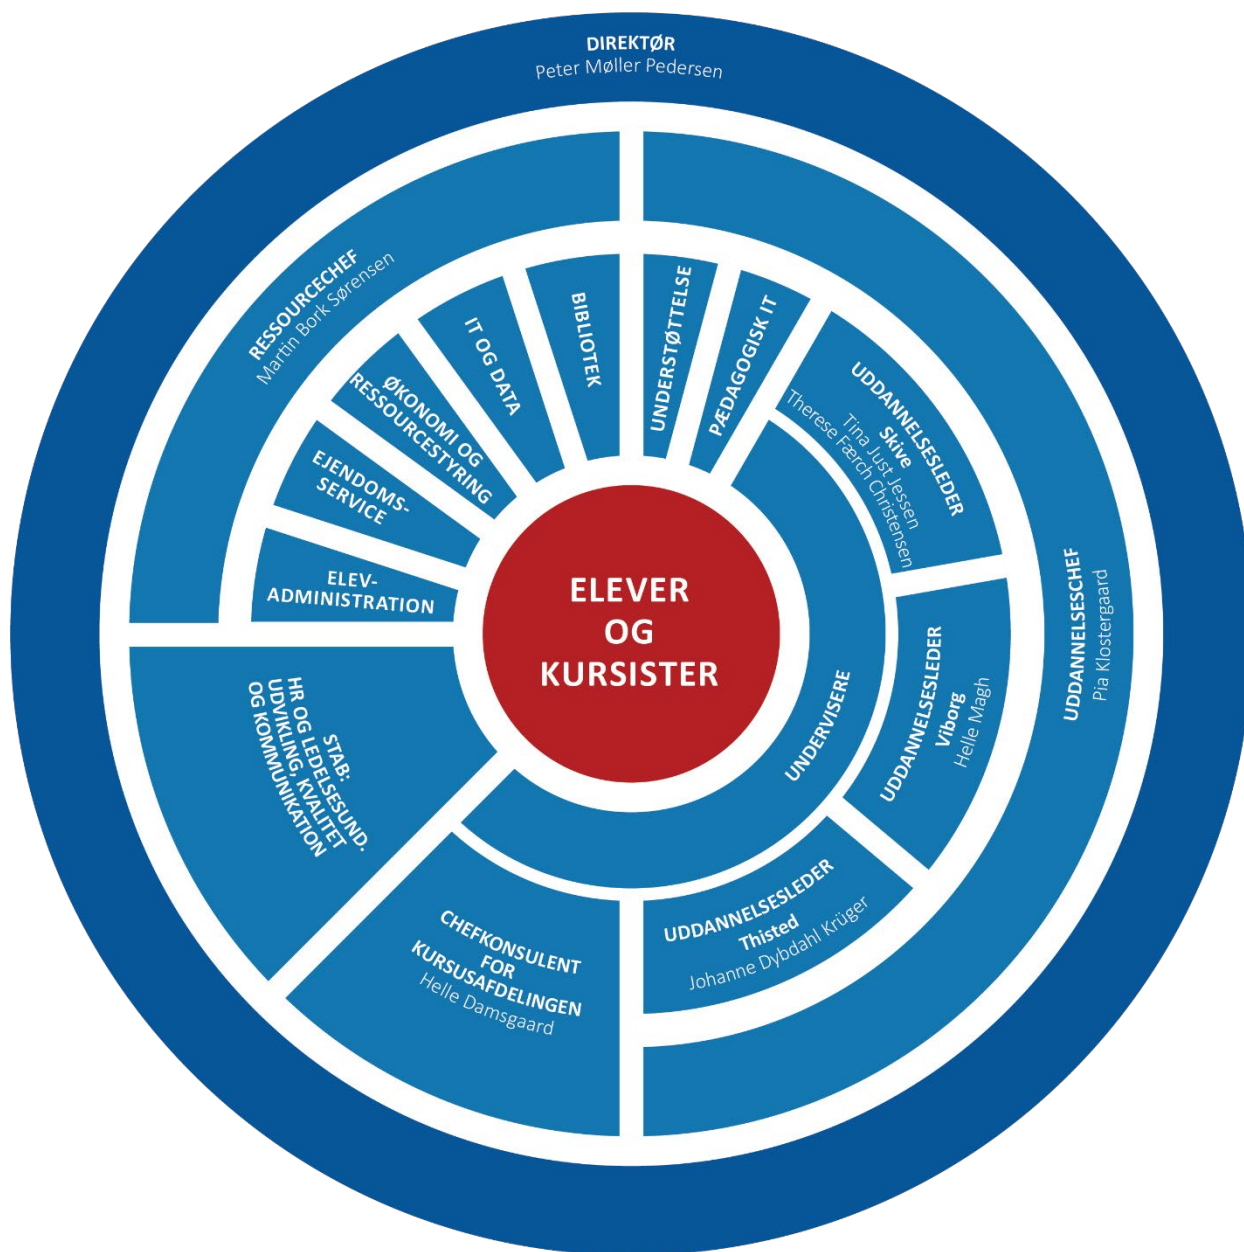 DIREKTØR
Peter Møller Pedersen
RESSOURCECHEF
Martin Bork Sørensen
UDDANNELSESCHEF
Pia Klostergaard
BIBLIOTEK
IT OG DATA
ØKONOMI OG
RESSOURCESTYRING
EJENDOMS-
SERVICE
ELEV-
ADMINISTRATION
UNDERSTØTTELSE
PÆDAGOGISK IT
UDDANNELSESLEDER
Skive
Tina Just Jessen
Therese Færch Christensen
UDDANNELSESLEDER
Viborg
Helle Magh
UDDANNELSESLEDER
Thisted
Johanne Dybdahl Krüger
UNDERVISERE
ELEVER
OG
KURSISTER
STAB:
HR OG LEDELSESUND.
UDVIKLING, KVALITET
OG KOMMUNIKATION
CHEFKONSULENT
FOR
KURSUSAFDELINGEN
Helle Damsgaard